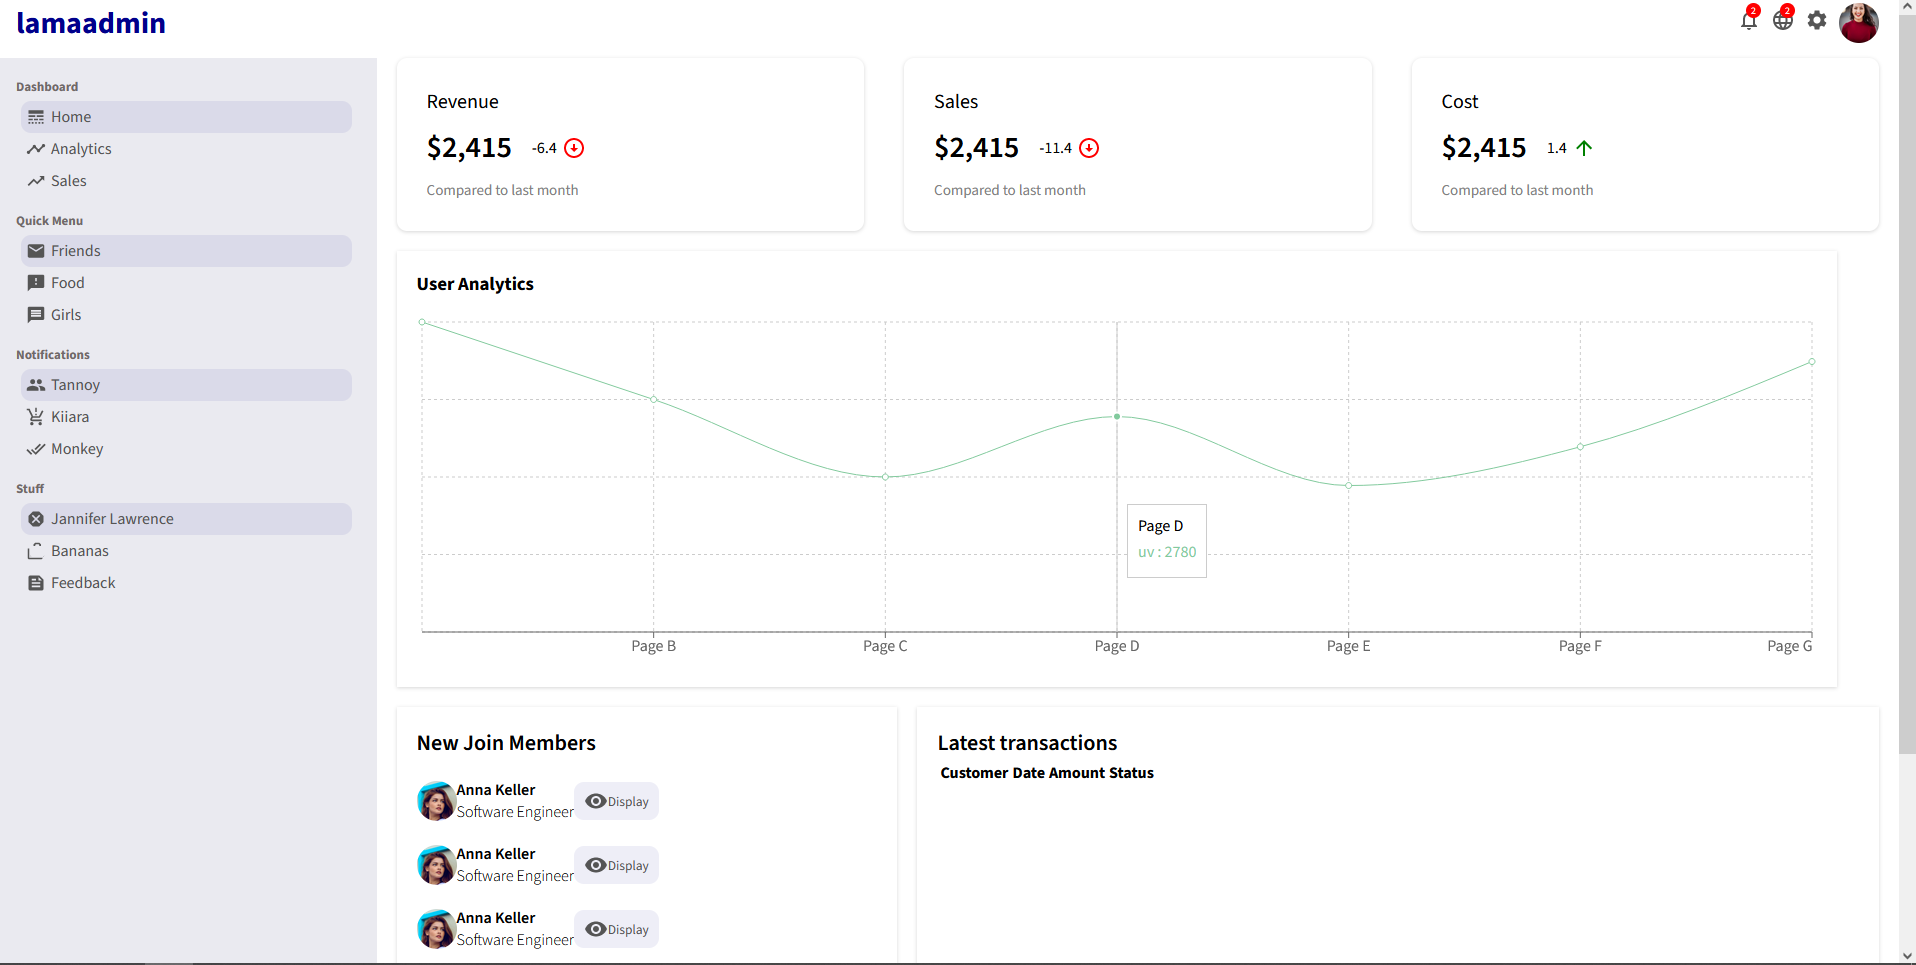 lamaadmin
2
2
Dashboard
Home
Analytics
Sales
Quick Menu
Friends
Food
Girls
Notifications
Tannoy
Kiiara
Monkey
Stuff
Jannifer Lawrence
Bananas
Feedback
Revenue
$2,415 -6.4
Compared to last month
Sales
$2,415 -11.4
Compared to last month
Cost
$2,415 1.4
Compared to last month
User Analytics
Page D
uv : 2780
Page B Page C Page D Page E Page F Page G
New Join Members
Anna Keller
Software Engineer
Display
Anna Keller
Software Engineer
Display
Anna Keller
Software Engineer
Display
Latest transactions
Customer Date Amount Status